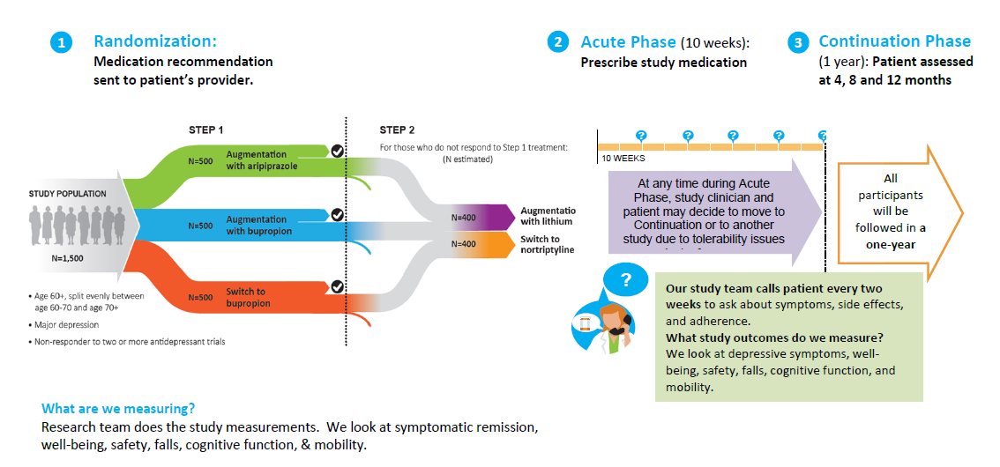 1 Randomization:
Medication recommendation
sent to patient's provider.
2 Acute Phase (10 weeks):
Prescribe study medication
3 Continuation Phase
(1 year): Patient assessed
at 4, 8 and 12 months
STEP 1
STEP 2
For those who do not respond to Step 1 treatment:
(N estimated)
STUDY POPULATION
N=1,500
N=500
Augmentation
with aripiprazole
N=500
Augmentation
with bupropion
N=500
Switch to
bupropion
N=400
Augmentatio
with lithium
N=400
Switch to
nortriptyline
• Age 60+, split evenly between
age 60-70 and age 70+
• Major depression
• Non-responder to two or more antidepressant trials
? ? ? ? ?
10 WEEKS
At any time during Acute
Phase, study clinician and
patient may decide to move to
Continuation or to another
study due to tolerability issues
All
participants
will be
followed in a
one-year
?
Our study team calls patient every two
weeks to ask about symptoms, side effects,
and adherence.
What study outcomes do we measure?
We look at depressive symptoms, well-
being, safety, falls, cognitive function, and
mobility.
What are we measuring?
Research team does the study measurements.  We look at symptomatic remission,
well-being, safety, falls, cognitive function, & mobility.